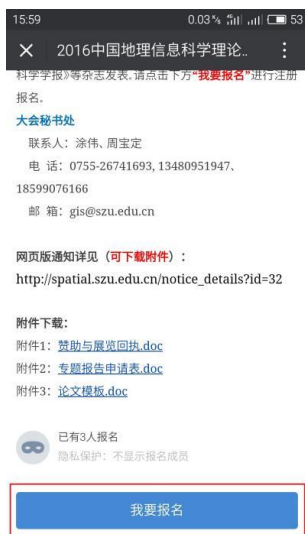 15:59 0.03 ⁵⁄s 4G 53
2016中国地理信息科学理论..
科学学报》等杂志发表.请点击下方“我要报名”进行注册
报名.
大会秘书处
联系人：涂伟、周宝定
电 话：0755-26741693, 13480951947、
18599076166
邮 箱：gis@szu.edu.cn
网页版通知详见（可下载附件）：
http://spatial.szu.edu.cn/notice_details?id=32
附件下载：
附件1：赞助与展览回执.doc
附件2：专题报告申请表.doc
附件3：论文模板.doc
已有3人报名
隐私保护：不显示报名成员
我要报名